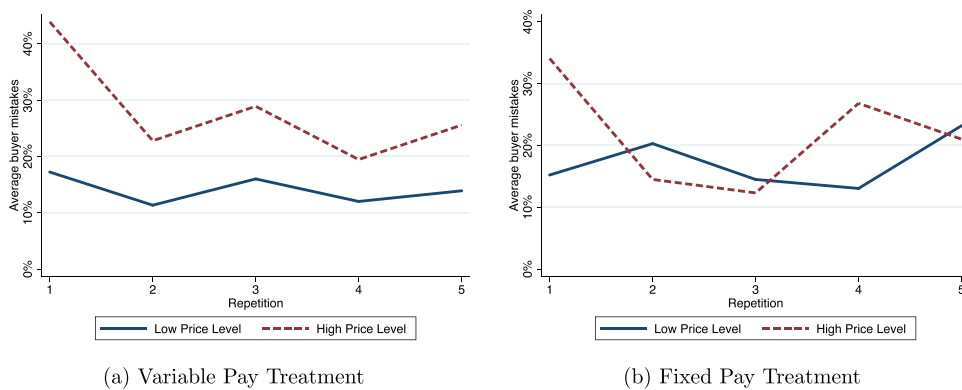 Average buyer mistakes
40%
30%
20%
10%
0%
1 2 3 4 5
Repetition
Low Price Level High Price Level
(a) Variable Pay Treatment
Average buyer mistakes
40%
30%
20%
10%
0%
1 2 3 4 5
Repetition
Low Price Level High Price Level
(b) Fixed Pay Treatment